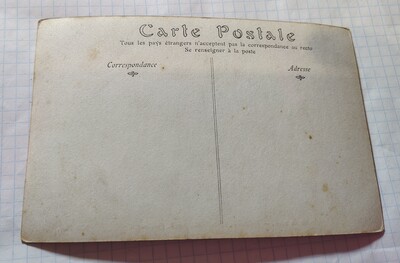 Carte Postale
Tous les pays étrangers n'acceptent pas la correspondance au recto
Se renseigner à la poste
Correspondance
Adresse